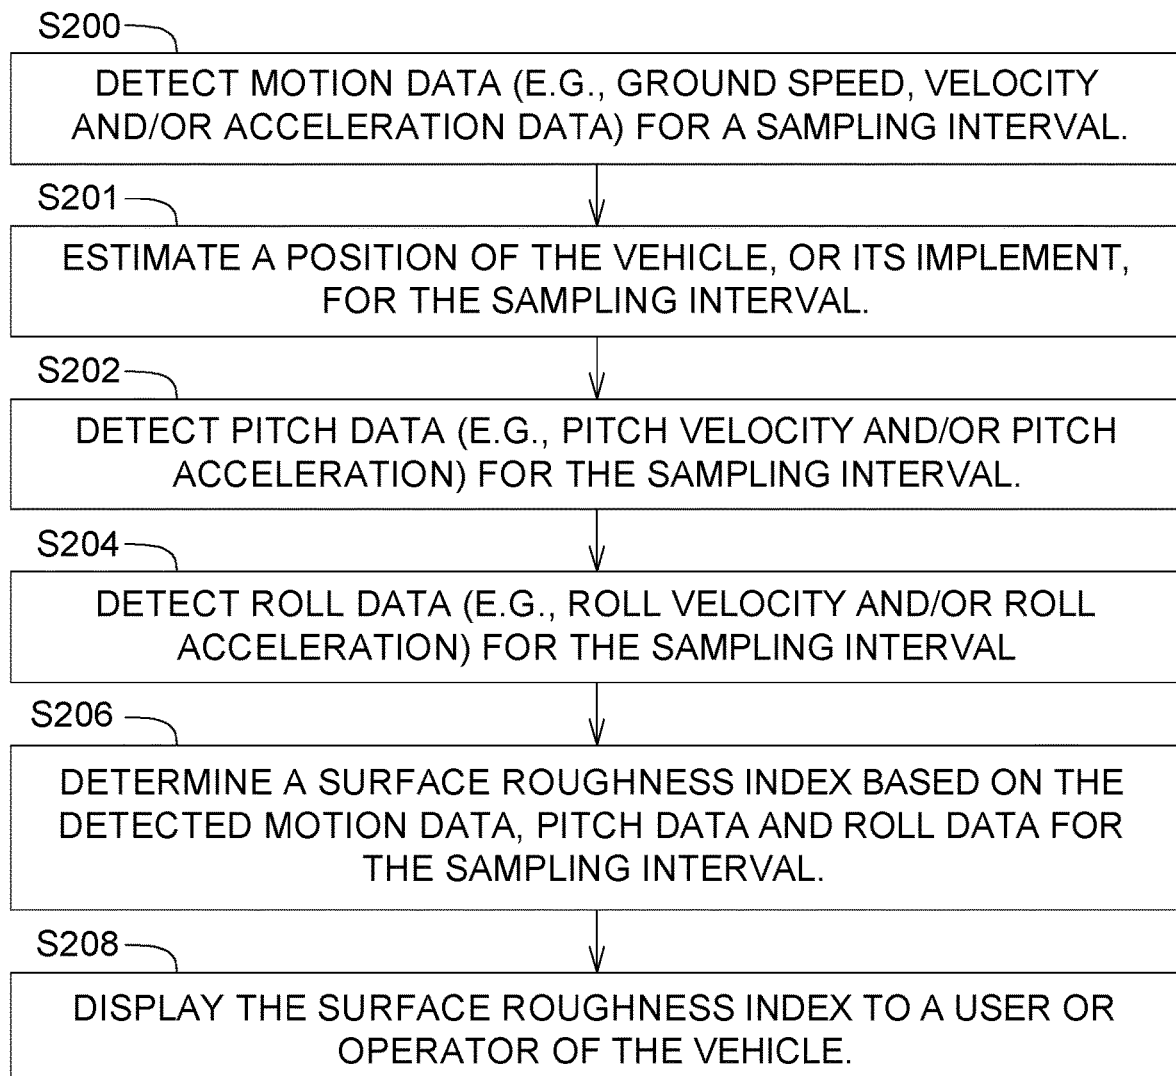 S200
DETECT MOTION DATA (E.G., GROUND SPEED, VELOCITY
AND/OR ACCELERATION DATA) FOR A SAMPLING INTERVAL.
S201
ESTIMATE A POSITION OF THE VEHICLE, OR ITS IMPLEMENT,
FOR THE SAMPLING INTERVAL.
S202
DETECT PITCH DATA (E.G., PITCH VELOCITY AND/OR PITCH
ACCELERATION) FOR THE SAMPLING INTERVAL.
S204
DETECT ROLL DATA (E.G., ROLL VELOCITY AND/OR ROLL
ACCELERATION) FOR THE SAMPLING INTERVAL
S206
DETERMINE A SURFACE ROUGHNESS INDEX BASED ON THE
DETECTED MOTION DATA, PITCH DATA AND ROLL DATA FOR
THE SAMPLING INTERVAL.
S208
DISPLAY THE SURFACE ROUGHNESS INDEX TO A USER OR
OPERATOR OF THE VEHICLE.